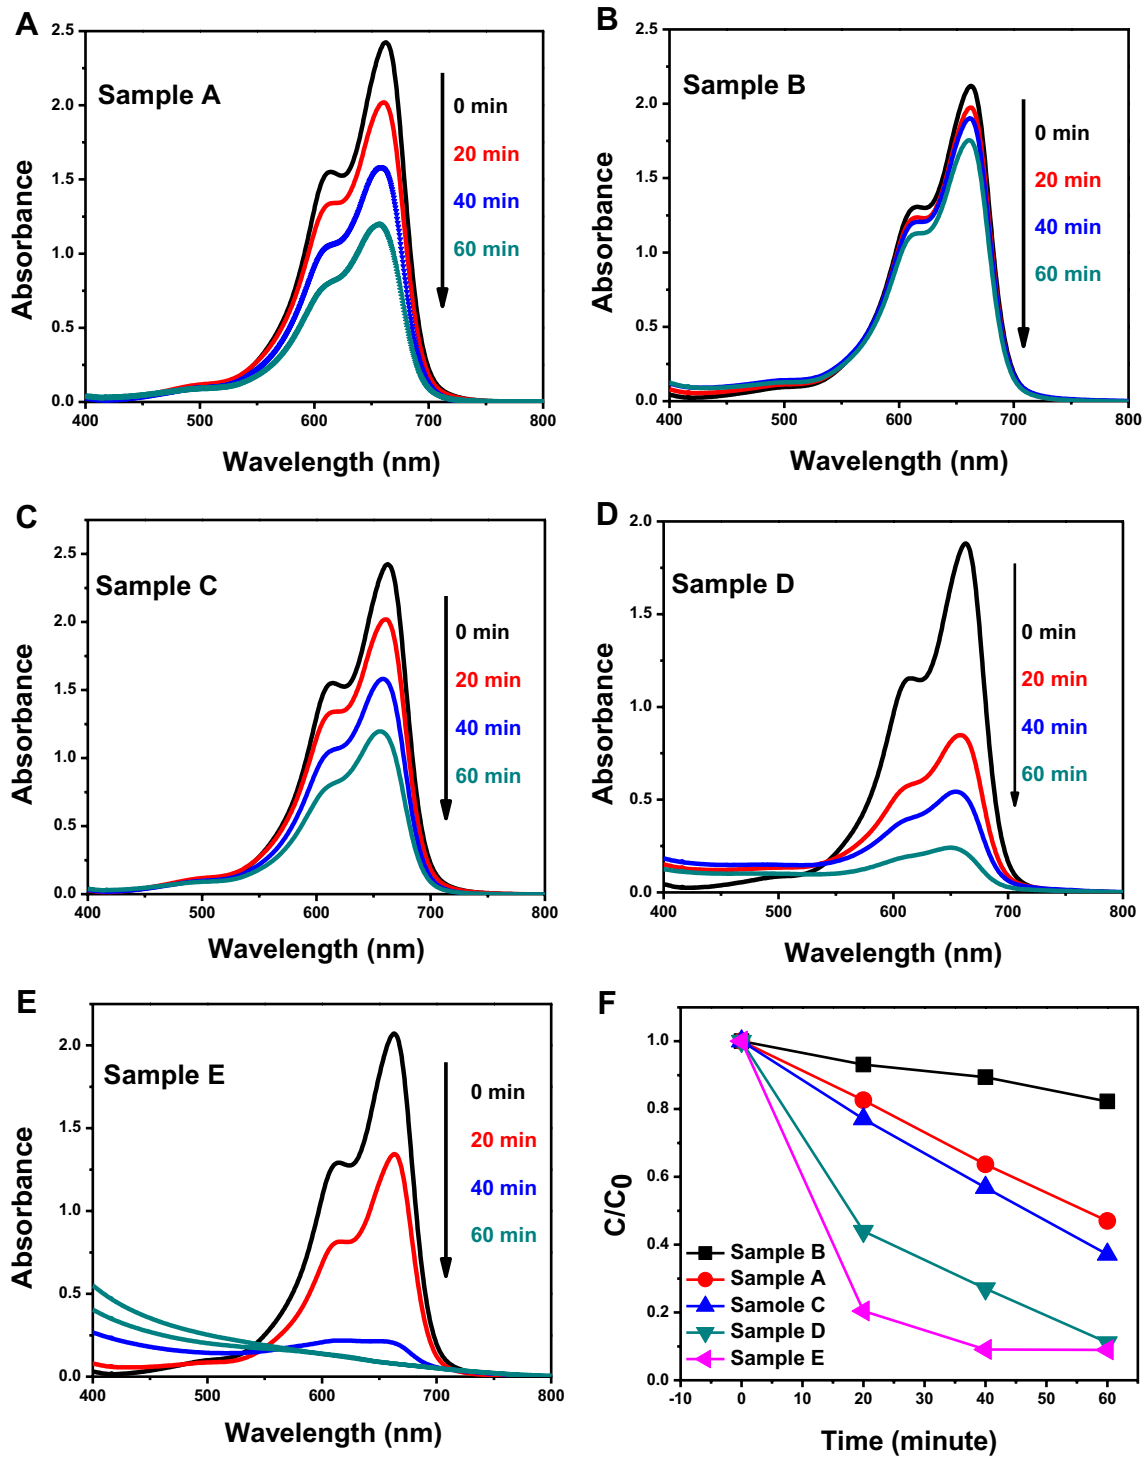 A
Sample A
0 min
20 min
40 min
60 min
Absorbance
2.5
2.0
1.5
1.0
0.5
0.0
400
500
600
700
800
Wavelength (nm)
B
Sample B
0 min
20 min
40 min
60 min
Absorbance
2.5
2.0
1.5
1.0
0.5
0.0
400
500
600
700
800
Wavelength (nm)
C
Sample C
0 min
20 min
40 min
60 min
Absorbance
2.5
2.0
1.5
1.0
0.5
0.0
400
500
600
700
800
Wavelength (nm)
D
Sample D
0 min
20 min
40 min
60 min
Absorbance
2.0
1.5
1.0
0.5
0.0
400
500
600
700
800
Wavelength (nm)
E
Sample E
0 min
20 min
40 min
60 min
Absorbance
2.0
1.5
1.0
0.5
0.0
400
500
600
700
800
Wavelength (nm)
F
C/C0
1.0
0.8
0.6
0.4
0.2
0.0
Sample B
Sample A
Samole C
Sample D
Sample E
-10
0
10
20
30
40
50
60
Time (minute)